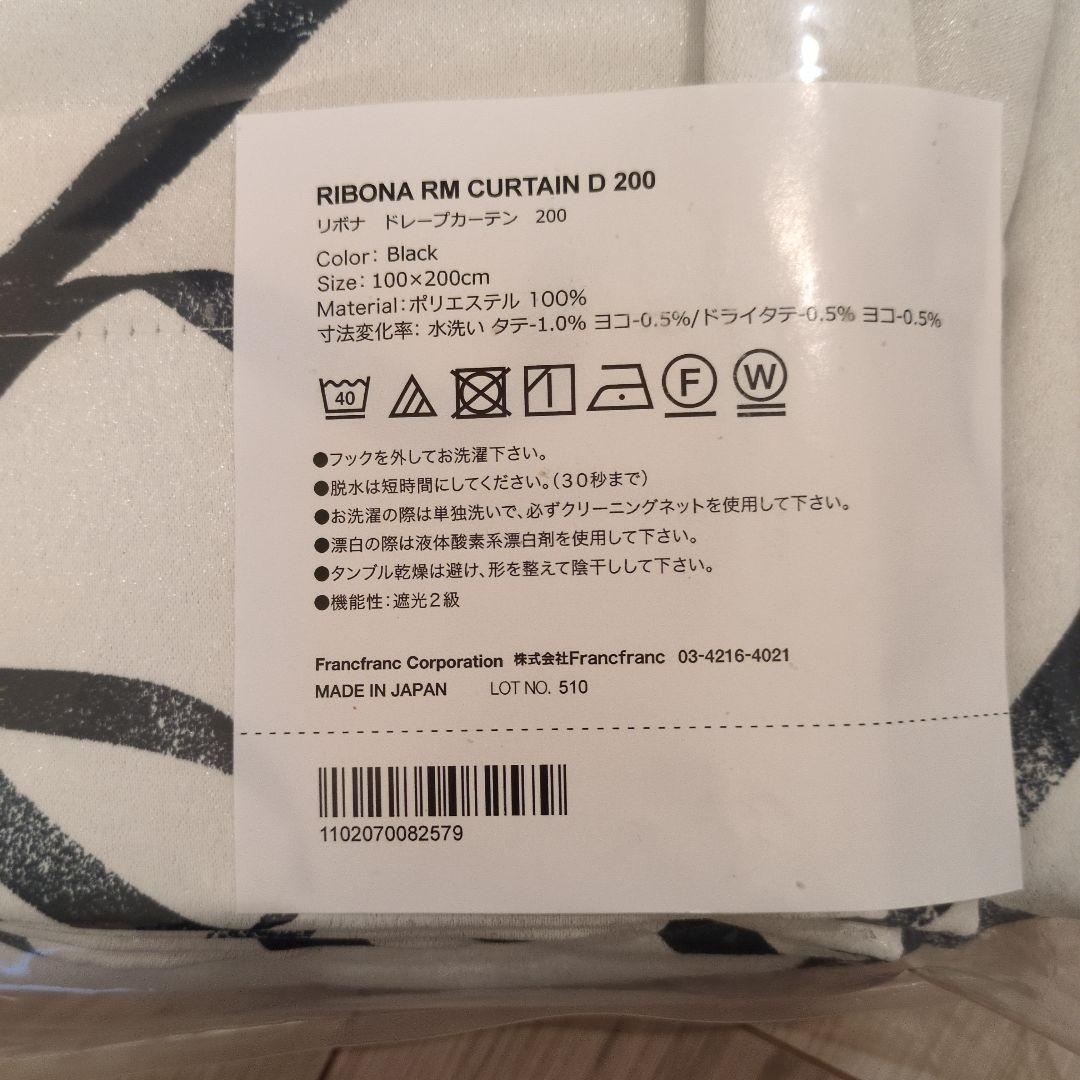 RIBONA RM CURTAIN D 200
リボナ ドレープカーテン 200
Color: Black
Size: 100×200cm
Material:ポリエステル 100%
寸法変化率: 水洗い タテ-1.0% ヨコ-0.5%/ドライタテ-0.5% ヨコ-0.5%
40 F W
●フックを外してお洗濯下さい。
●脱水は短時間にしてください。(30秒まで)
●お洗濯の際は単独洗いで、必ずクリーニングネットを使用して下さい。
●漂白の際は液体酸素系漂白剤を使用して下さい。
●タンブル乾燥は避け、形を整えて陰干しして下さい。
●機能性:遮光2級
Francfranc Corporation 株式会社Francfranc 03-4216-4021
MADE IN JAPAN LOT NO. 510
1102070082579